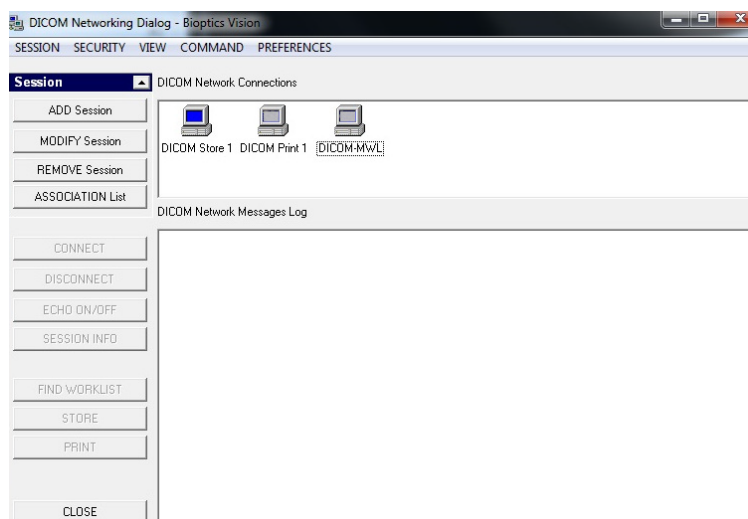 DICOM Networking Dialog - Bioptics Vision
SESSION SECURITY VIEW COMMAND PREFERENCES
Session
DICOM Network Connections
ADD Session
MODIFY Session
REMOVE Session
ASSOCIATION List
DICOM Store 1 DICOM Print 1 DICOM-MWL
DICOM Network Messages Log
CONNECT
DISCONNECT
ECHO ON/OFF
SESSION INFO
FIND WORKLIST
STORE
PRINT
CLOSE